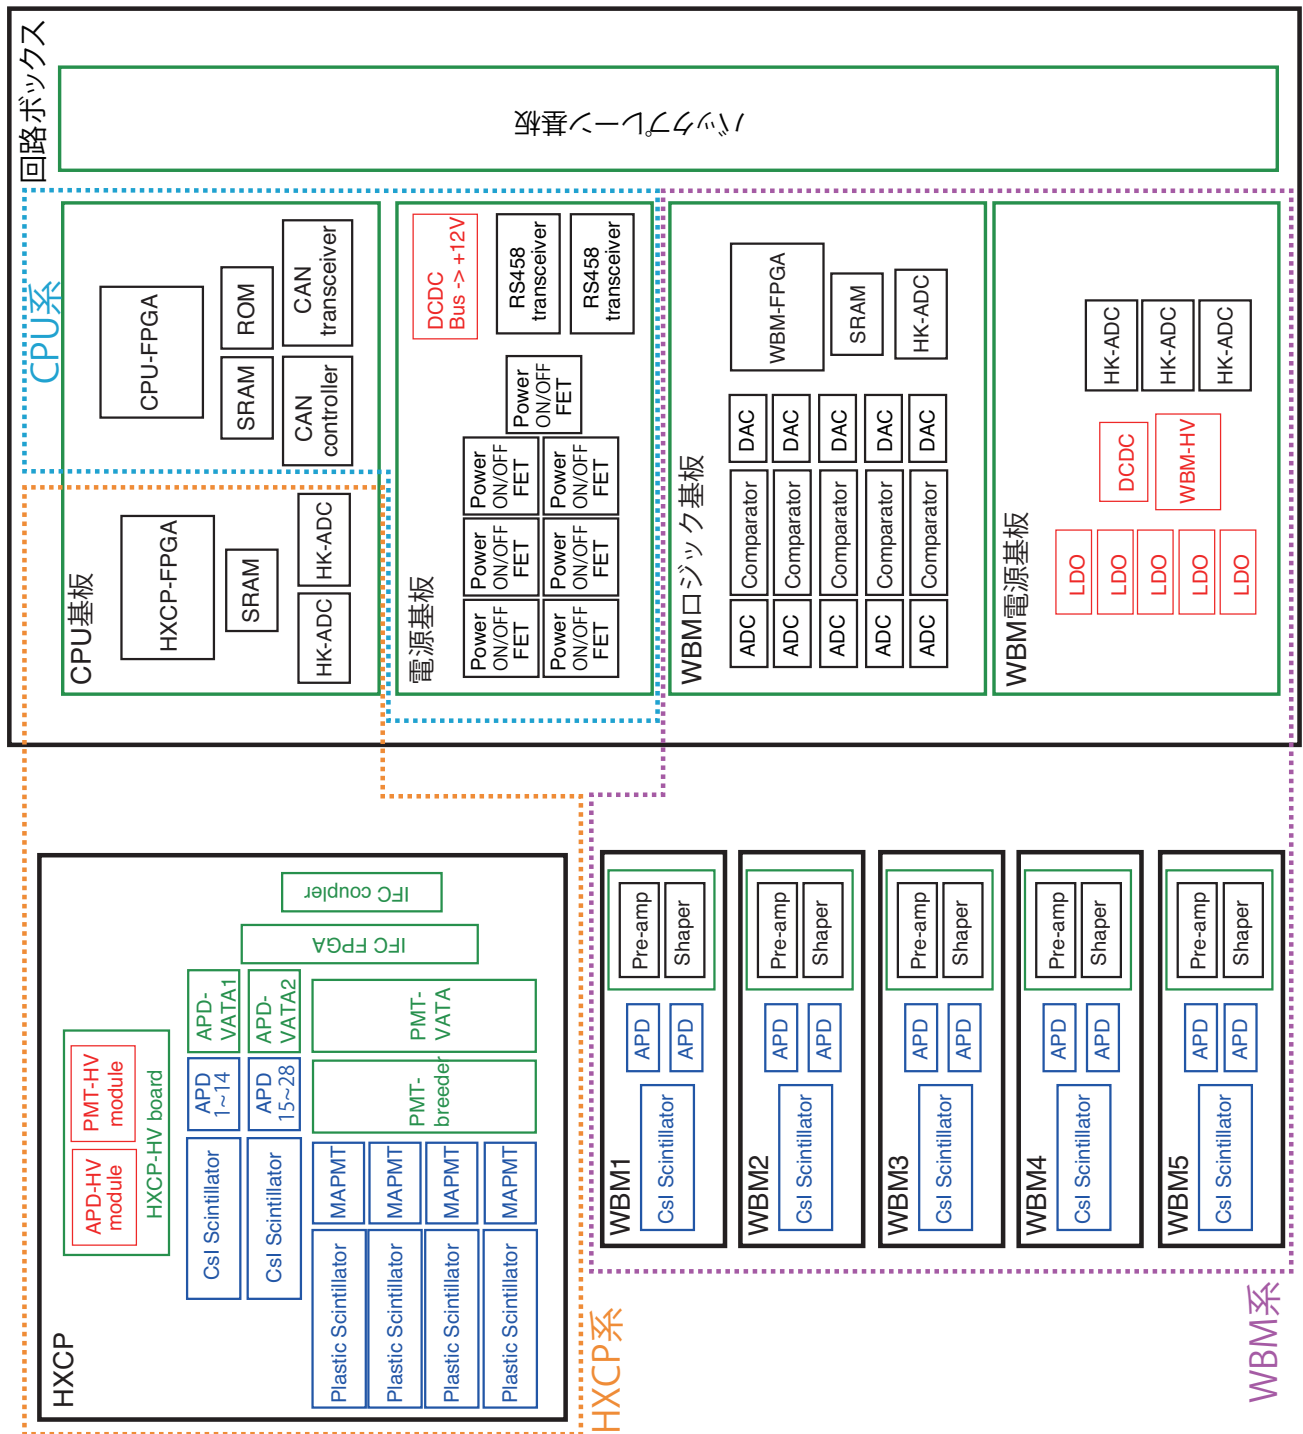 回路ボックス
バックプレーン基板
CPU系
CPU基板
CPU-FPGA
ROM
SRAM
CAN
transceiver
CAN
controller
HXCP-FPGA
SRAM
HK-ADC
HK-ADC
電源基板
DCDC
Bus -> +12V
RS458
transceiver
RS458
transceiver
Power
ON/OFF
FET
Power
ON/OFF
FET
Power
ON/OFF
FET
Power
ON/OFF
FET
Power
ON/OFF
FET
Power
ON/OFF
FET
Power
ON/OFF
FET
WBMロジック基板
WBM-FPGA
SRAM
HK-ADC
DAC
DAC
DAC
DAC
DAC
Comparator
Comparator
Comparator
Comparator
Comparator
ADC
ADC
ADC
ADC
ADC
WBM電源基板
HK-ADC
HK-ADC
HK-ADC
DCDC
WBM-HV
LDO
LDO
LDO
LDO
LDO
HXCP
APD-HV
module
PMT-HV
module
HXCP-HV board
CsI Scintillator
APD
1~14
APD-
VATA1
CsI Scintillator
APD
15~28
APD-
VATA2
IFC FPGA
IFC coupler
Plastic Scintillator
MAPMT
Plastic Scintillator
MAPMT
Plastic Scintillator
MAPMT
Plastic Scintillator
MAPMT
PMT-
breeder
PMT-
VATA
HXCP系
WBM1
CsI Scintillator
APD
APD
Pre-amp
Shaper
WBM2
CsI Scintillator
APD
APD
Pre-amp
Shaper
WBM3
CsI Scintillator
APD
APD
Pre-amp
Shaper
WBM4
CsI Scintillator
APD
APD
Pre-amp
Shaper
WBM5
CsI Scintillator
APD
APD
Pre-amp
Shaper
WBM系